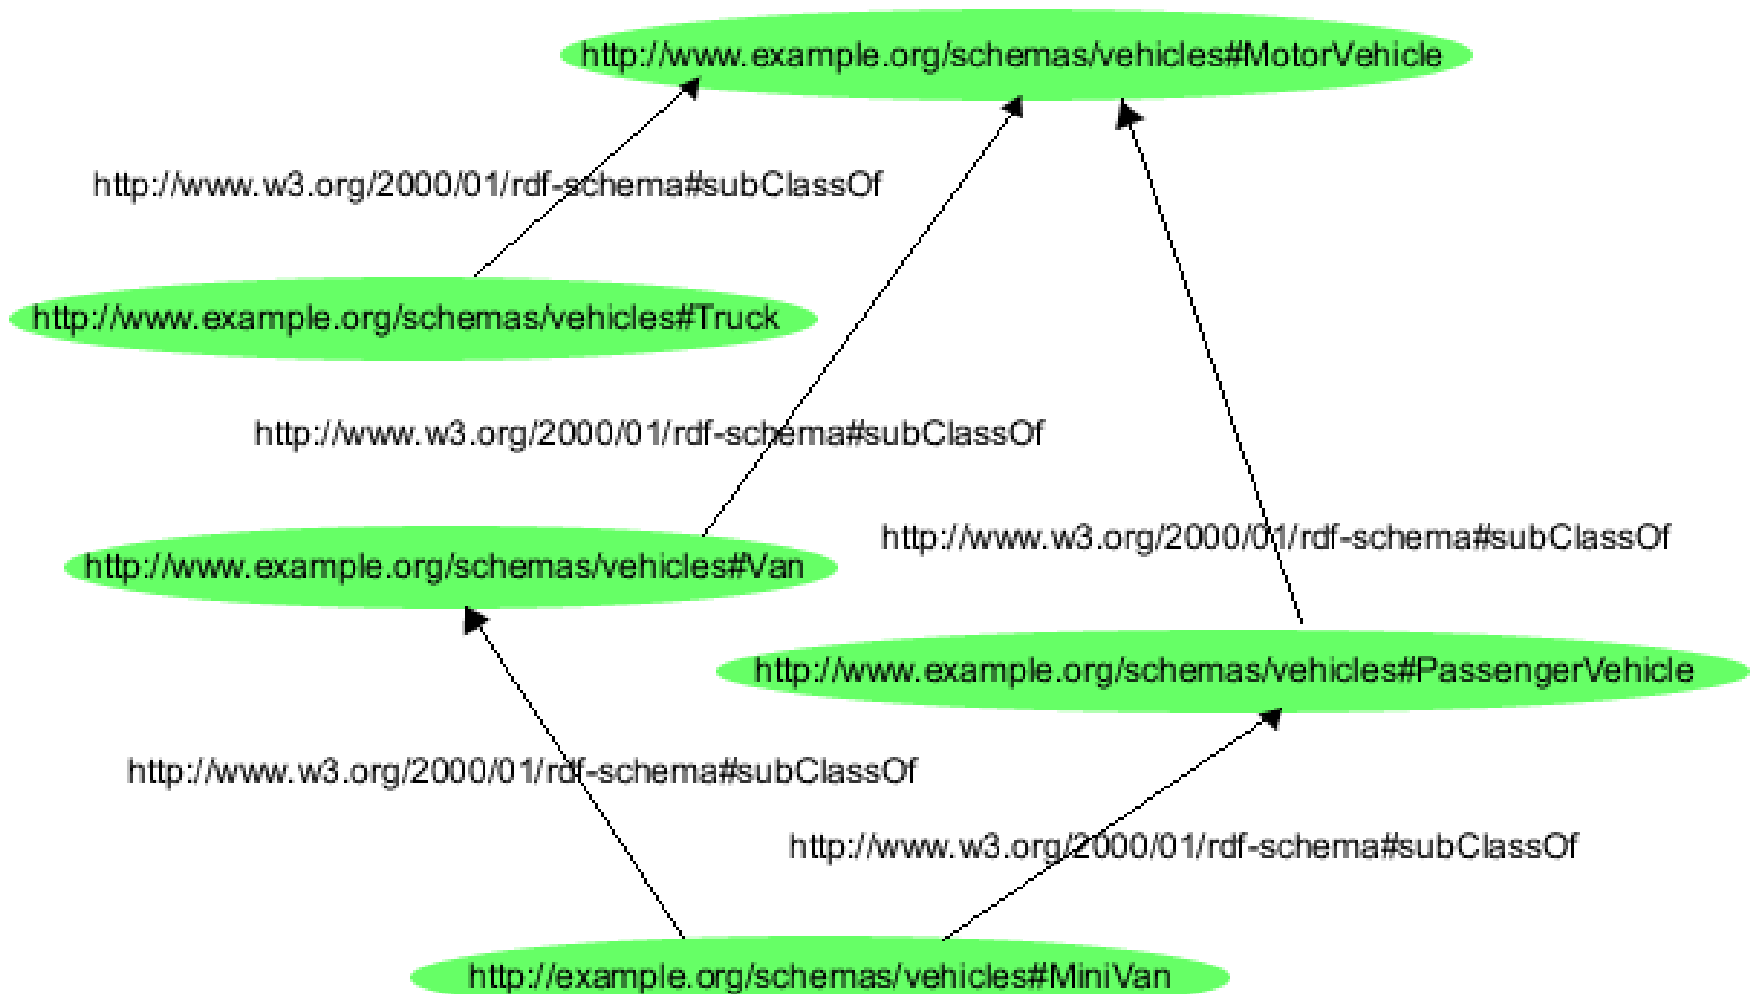 http://www.example.org/schemas/vehicles#MotorVehicle
http://www.w3.org/2000/01/rdf-schema#subClassOf
http://www.example.org/schemas/vehicles#Truck
http://www.w3.org/2000/01/rdf-schema#subClassOf
http://www.w3.org/2000/01/rdf-schema#subClassOf
http://www.example.org/schemas/vehicles#Van
http://www.example.org/schemas/vehicles#PassengerVehicle
http://www.w3.org/2000/01/rdf-schema#subClassOf
http://www.w3.org/2000/01/rdf-schema#subClassOf
http://example.org/schemas/vehicles#MiniVan